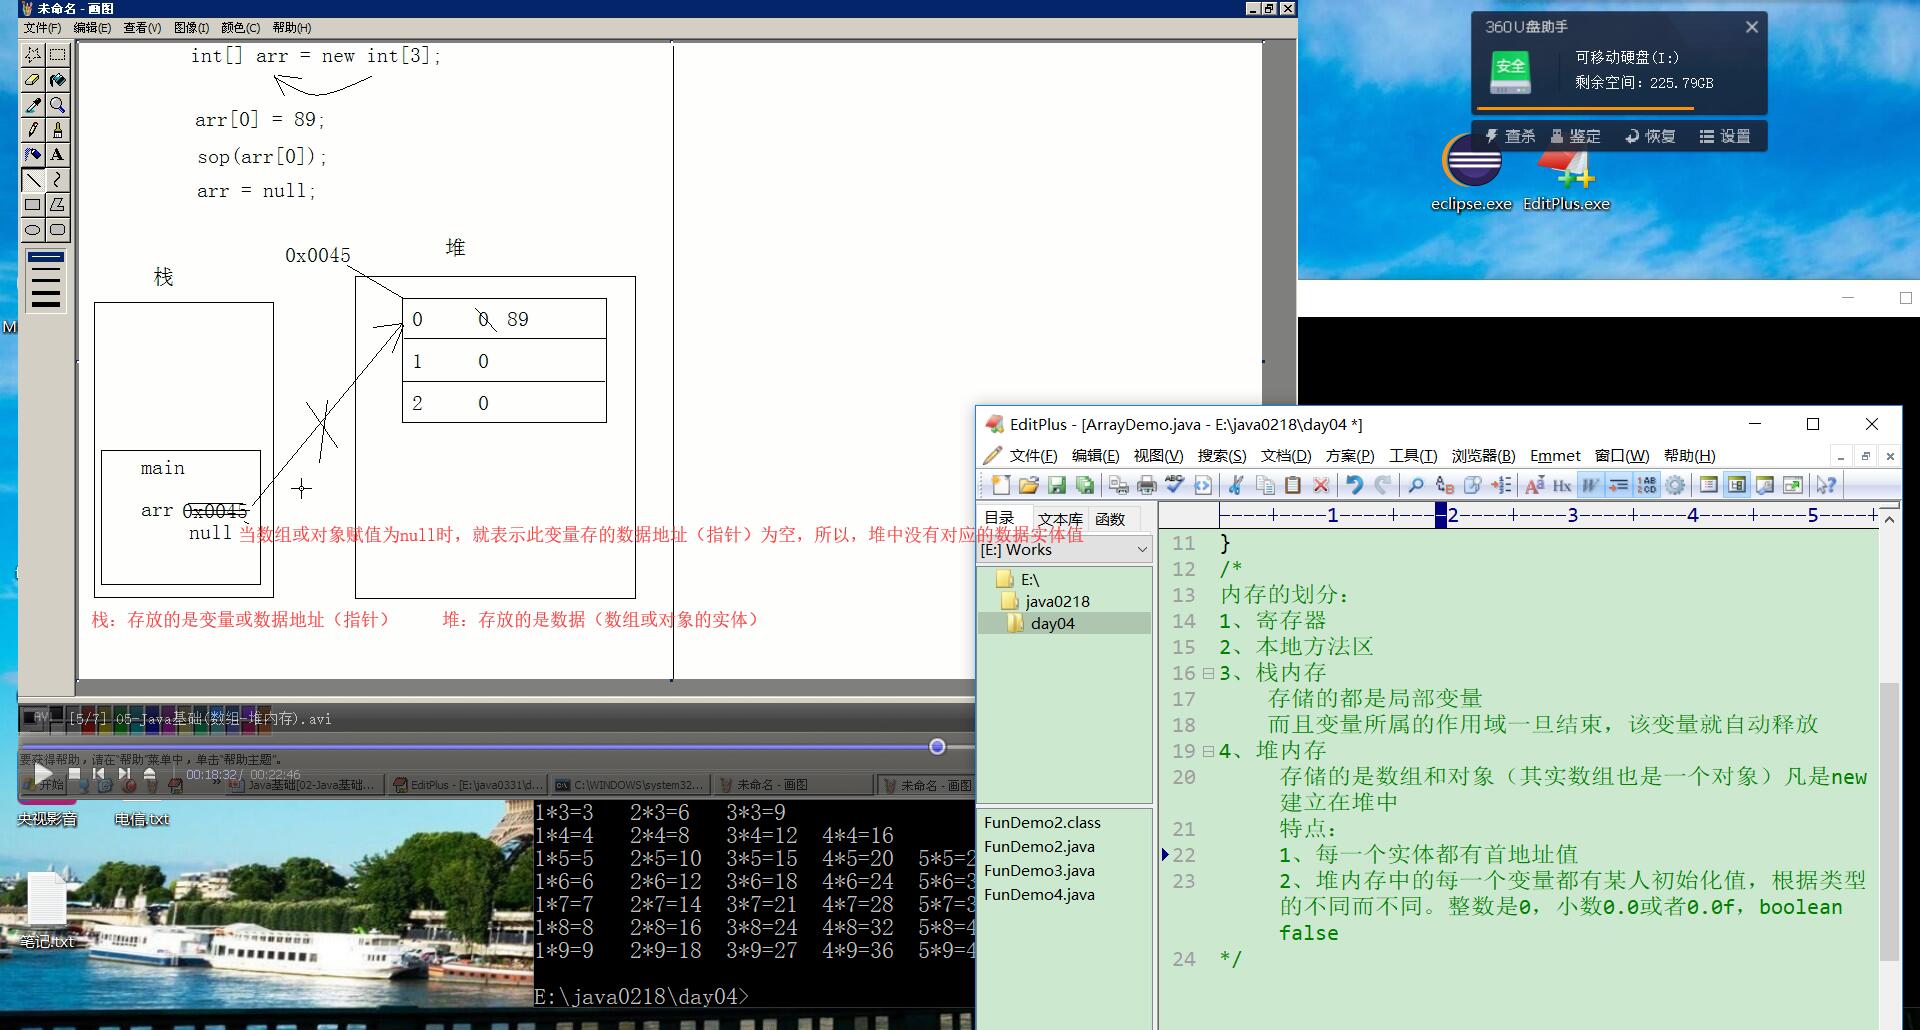 未命名 - 画图
文件(F) 编辑(E) 查看(V) 图像(I) 颜色(C) 帮助(H)
int[] arr = new int[3];
arr[0] = 89;
sop(arr[0]);
arr = null;
0x0045
堆
栈
0 0 89
1 0
2 0
main
arr 0x0045
null
当数组或对象赋值为null时，就表示此变量存的数据地址（指针）为空，所以，堆中没有对应的数据实体值
栈：存放的是变量或数据地址（指针）
堆：存放的是数据（数组或对象的实体）
[5/7] 05-Java基础(数组-堆内存).avi
要获得帮助，请在"帮助"菜单中，单击"帮助主题"。
00:18:32/ 00:22:46
开始
Java基础[02-Java基础...
EditPlus - [E:\java0331\d...
C:\WINDOWS\system32...
未命名 - 画图
未命名 - 画图
央视影音
电信.txt
笔记.txt
1*3=3 2*3=6 3*3=9
1*4=4 2*4=8 3*4=12 4*4=16
1*5=5 2*5=10 3*5=15 4*5=20 5*5=2
1*6=6 2*6=12 3*6=18 4*6=24 5*6=3
1*7=7 2*7=14 3*7=21 4*7=28 5*7=3
1*8=8 2*8=16 3*8=24 4*8=32 5*8=4
1*9=9 2*9=18 3*9=27 4*9=36 5*9=4
E:\java0218\day04>
360U盘助手
安全
可移动硬盘(I:)
剩余空间: 225.79GB
查杀 鉴定 恢复 设置
eclipse.exe
EditPlus.exe
EditPlus - [ArrayDemo.java - E:\java0218\day04 *]
文件(F) 编辑(E) 视图(V) 搜索(S) 文档(D) 方案(P) 工具(T) 浏览器(B) Emmet 窗口(W) 帮助(H)
目录 文本库 函数
[E:] Works
E:\
java0218
day04
FunDemo2.class
FunDemo2.java
FunDemo3.java
FunDemo4.java
1 2 3 4 5
11 }
12 /*
13 内存的划分：
14 1、寄存器
15 2、本地方法区
16 3、栈内存
17 存储的都是局部变量
18 而且变量所属的作用域一旦结束，该变量就自动释放
19 4、堆内存
20 存储的是数组和对象（其实数组也是一个对象）凡是new
建立在堆中
21 特点：
22 1、每一个实体都有首地址值
23 2、堆内存中的每一个变量都有某人初始化值，根据类型
的不同而不同。整数是0，小数0.0或者0.0f，boolean
false
24 */